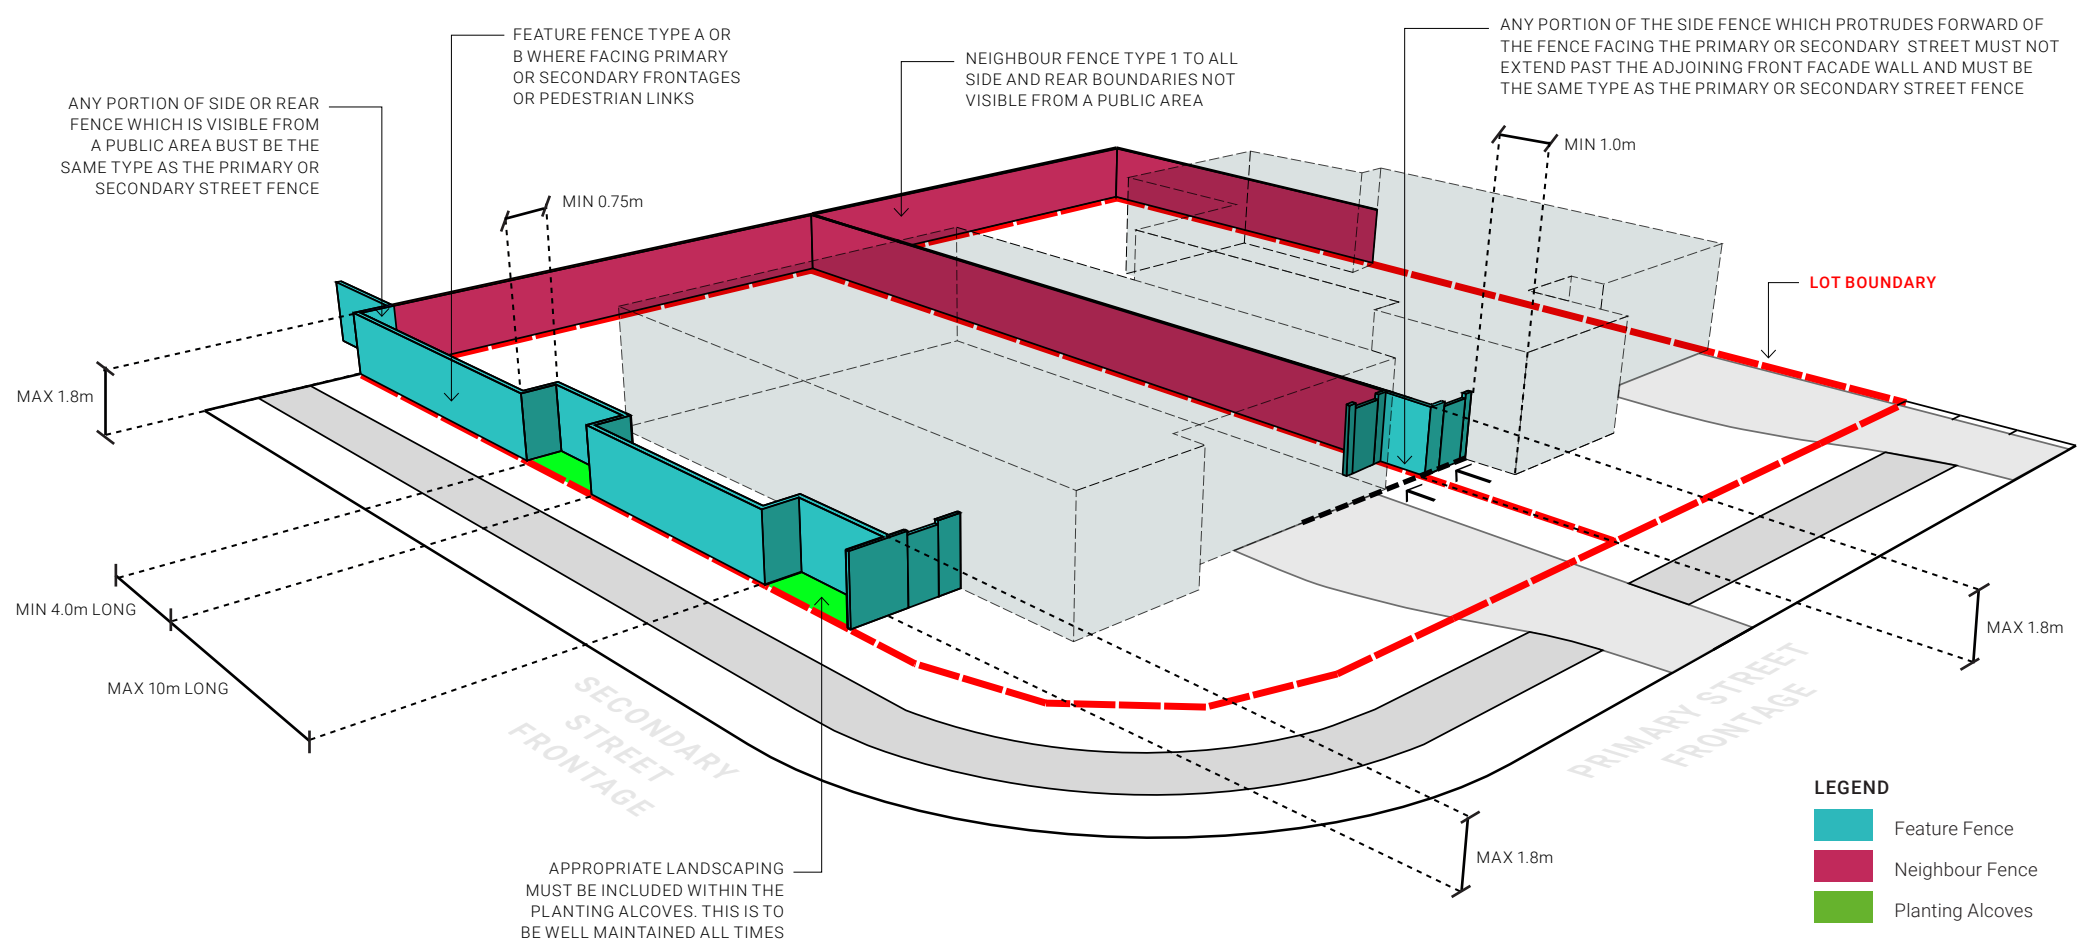 FEATURE FENCE TYPE A OR
B WHERE FACING PRIMARY
OR SECONDARY FRONTAGES
OR PEDESTRIAN LINKS
NEIGHBOUR FENCE TYPE 1 TO ALL
SIDE AND REAR BOUNDARIES NOT
VISIBLE FROM A PUBLIC AREA
ANY PORTION OF THE SIDE FENCE WHICH PROTRUDES FORWARD OF
THE FENCE FACING THE PRIMARY OR SECONDARY STREET MUST NOT
EXTEND PAST THE ADJOINING FRONT FACADE WALL AND MUST BE
THE SAME TYPE AS THE PRIMARY OR SECONDARY STREET FENCE
ANY PORTION OF SIDE OR REAR
FENCE WHICH IS VISIBLE FROM
A PUBLIC AREA BUST BE THE
SAME TYPE AS THE PRIMARY OR
SECONDARY STREET FENCE
MIN 0.75m
MIN 1.0m
LOT BOUNDARY
MAX 1.8m
MIN 4.0m LONG
MAX 10m LONG
MAX 1.8m
SECONDARY
STREET
FRONTAGE
PRIMARY STREET
FRONTAGE
MAX 1.8m
APPROPRIATE LANDSCAPING
MUST BE INCLUDED WITHIN THE
PLANTING ALCOVES. THIS IS TO
BE WELL MAINTAINED ALL TIMES
LEGEND
Feature Fence
Neighbour Fence
Planting Alcoves